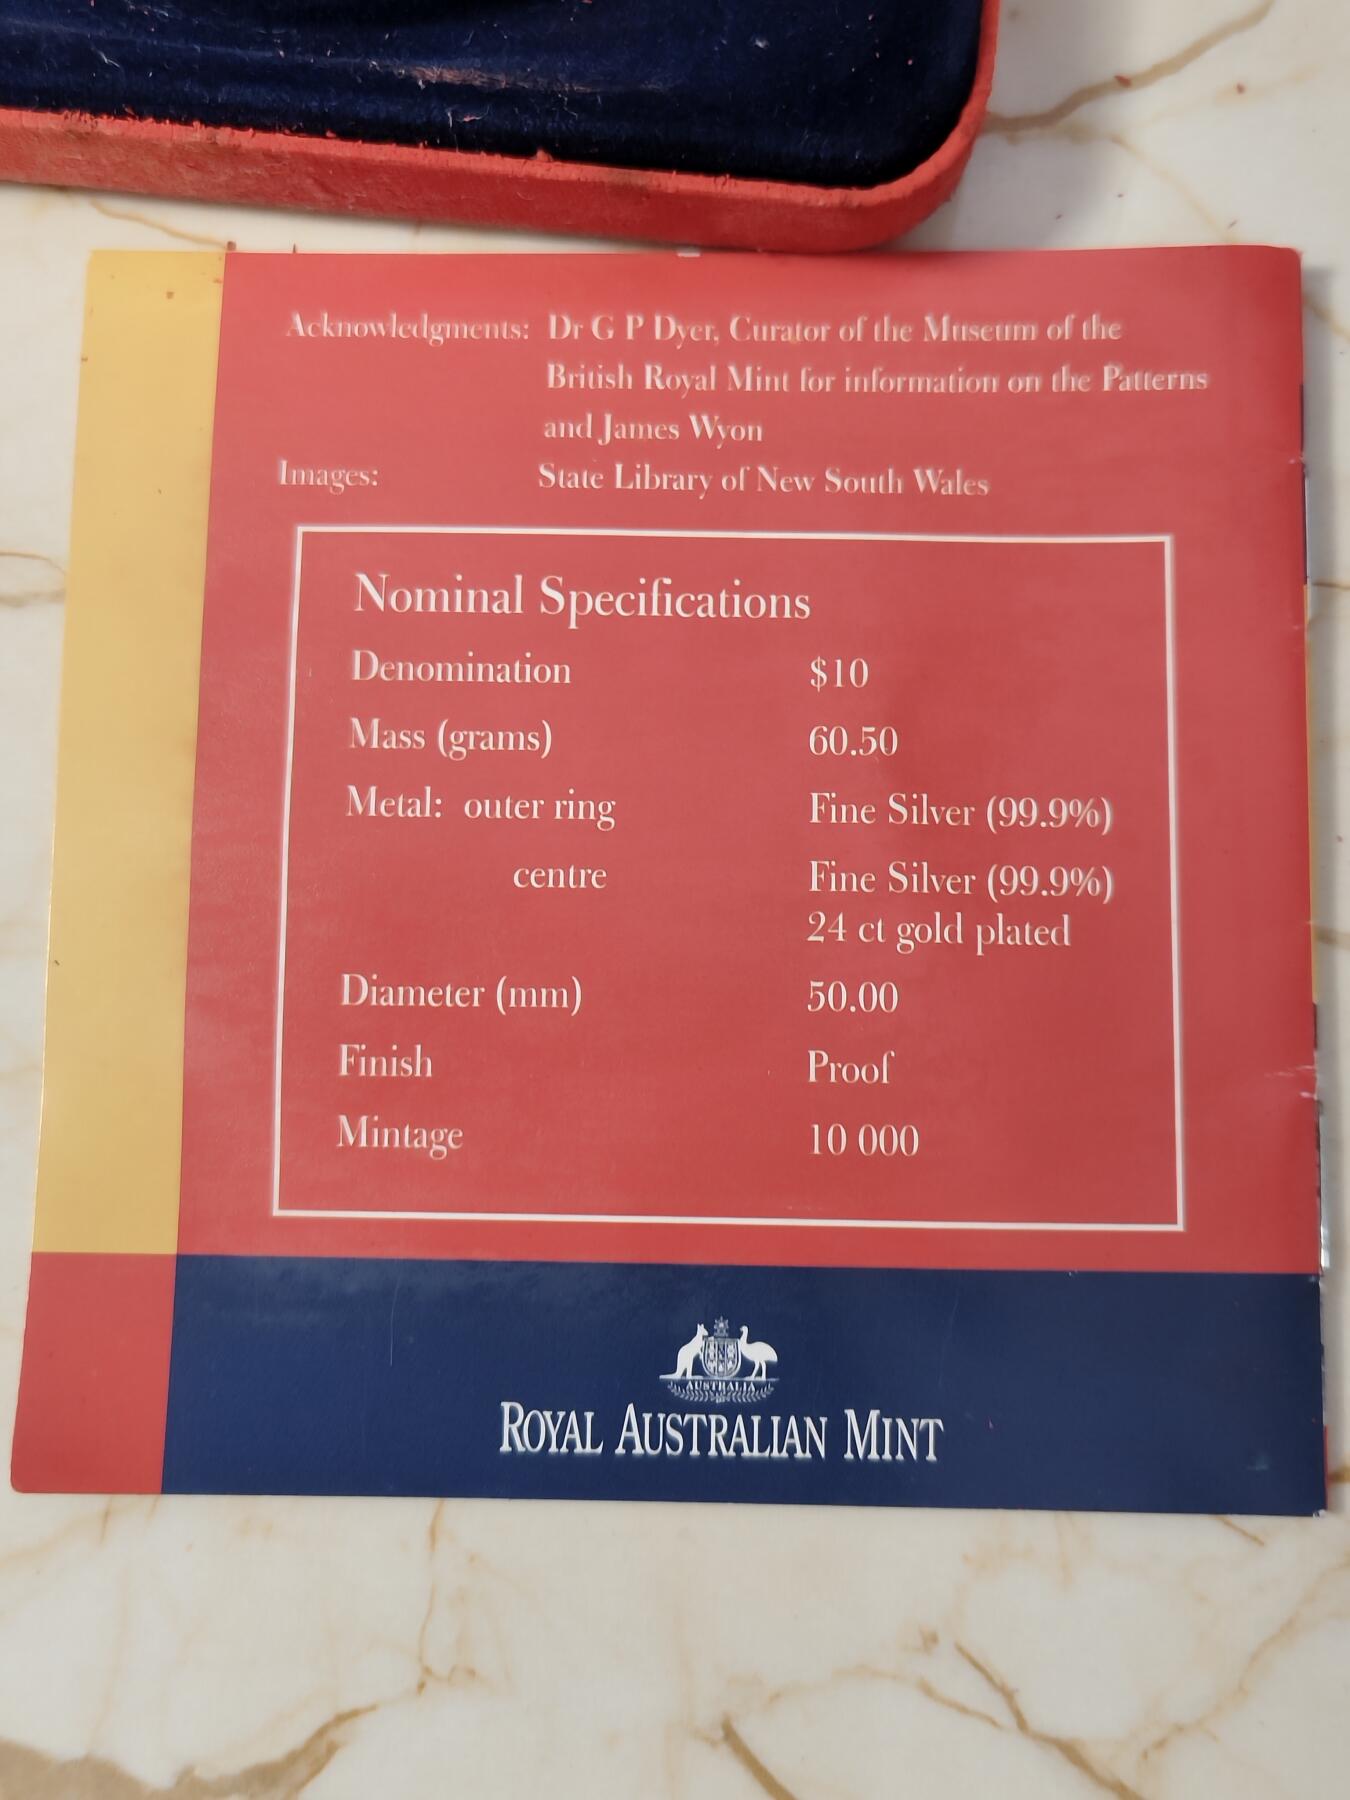 Acknowledgments: Dr G P Dyer, Curator of the Museum of the
British Royal Mint for information on the Patterns
and James Wyon
Images: State Library of New South Wales
Nominal Specifications
Denomination $10
Mass (grams) 60.50
Metal: outer ring Fine Silver (99.9%)
centre Fine Silver (99.9%)
24 ct gold plated
Diameter (mm) 50.00
Finish Proof
Mintage 10 000
AUSTRALIA
ROYAL AUSTRALIAN MINT